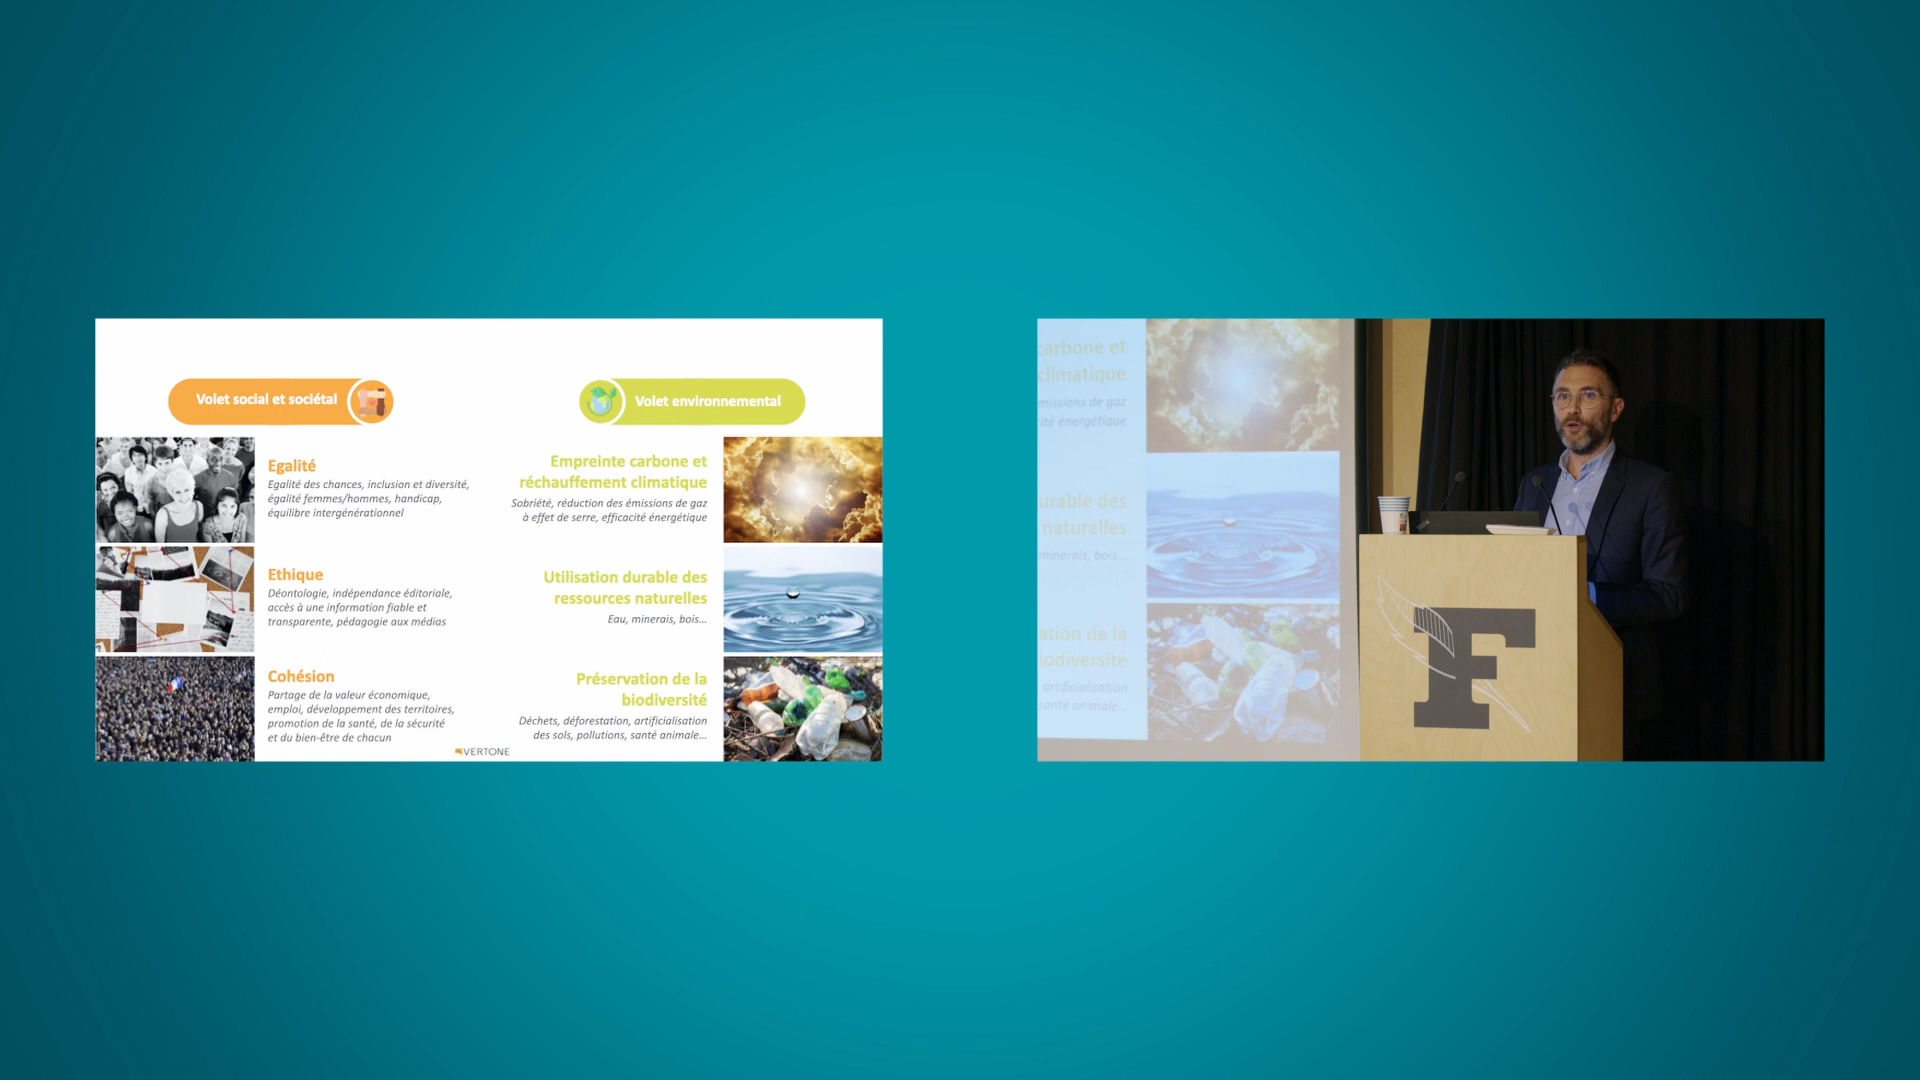 Volet social et sociétal
Egalité
Egalité des chances, inclusion et diversité,
égalité femmes/hommes, handicap,
équilibre intergénérationnel
Ethique
Déontologie, indépendance éditoriale,
accès à une information fiable et
transparente, pédagogie aux médias
Cohésion
Partage de la valeur économique,
emploi, développement des territoires,
promotion de la santé, de la sécurité
et du bien-être de chacun
Volet environnemental
Empreinte carbone et
réchauffement climatique
Sobriété, réduction des émissions de gaz
à effet de serre, efficacité énergétique
Utilisation durable des
ressources naturelles
Eau, minerais, bois...
Préservation de la
biodiversité
Déchets, déforestation, artificialisation
des sols, pollutions, santé animale...
VERTONE
carbone et
climatique
missions de gaz
ité énergétique
urable des
naturelles
minerais, bois...
ation de la
iodiversité
artificialisation
santé animale...
F